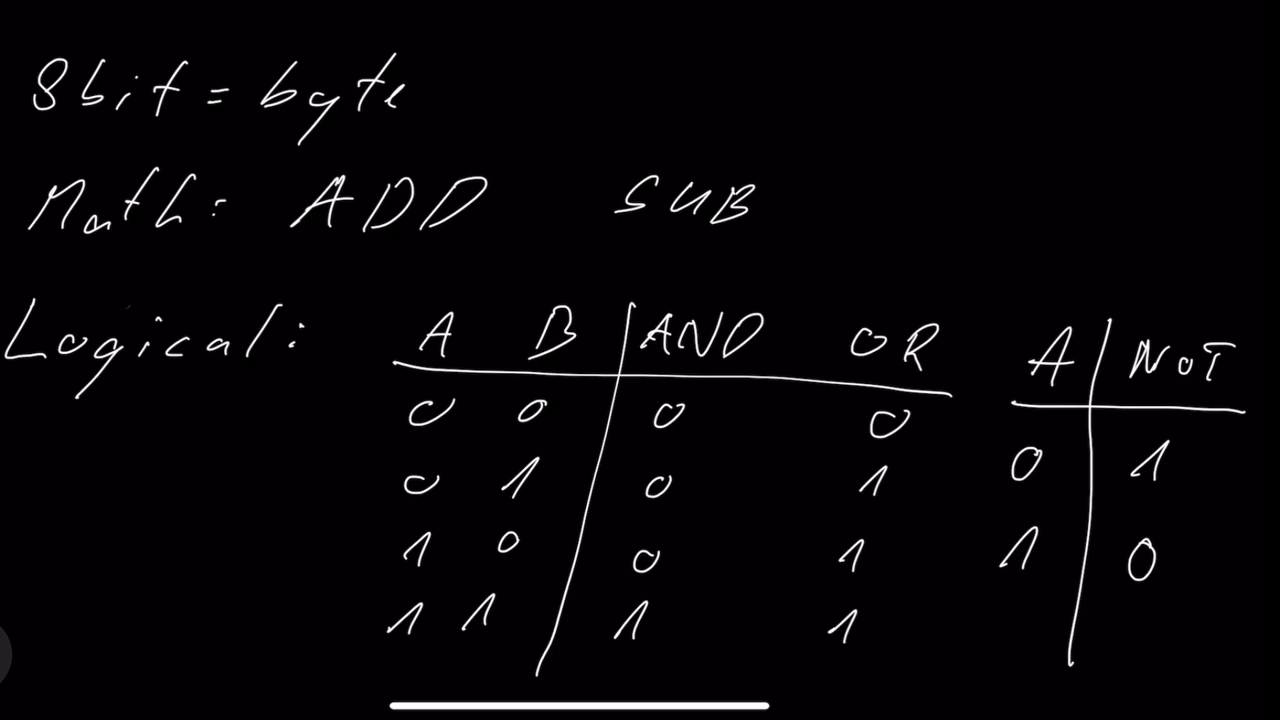 8bit = byte
Math: ADD SUB
Logical: A B AND OR A NOT
0 0 0 0 0 1
0 1 0 1 1 0
1 0 0 1
1 1 1 1